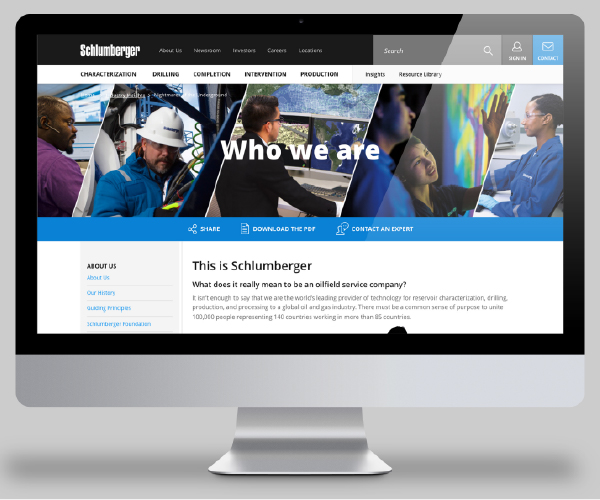 Schlumberger
About Us Newsroom Investors Careers Locations
Search
SIGN IN
CONTACT
CHARACTERIZATION DRILLING COMPLETION INTERVENTION PRODUCTION Insights Resource Library
Nightmares Underground
Who we are
SHARE DOWNLOAD THE PDF CONTACT AN EXPERT
ABOUT US
About Us
Our History
Guiding Principles
Schlumberger Foundation
This is Schlumberger
What does it really mean to be an oilfield service company?
It isn't enough to say that we are the world's leading provider of technology for reservoir characterization, drilling,
production, and processing to a global oil and gas industry. There must be a common sense of purpose to unite
100,000 people representing 140 countries working in more than 85 countries.